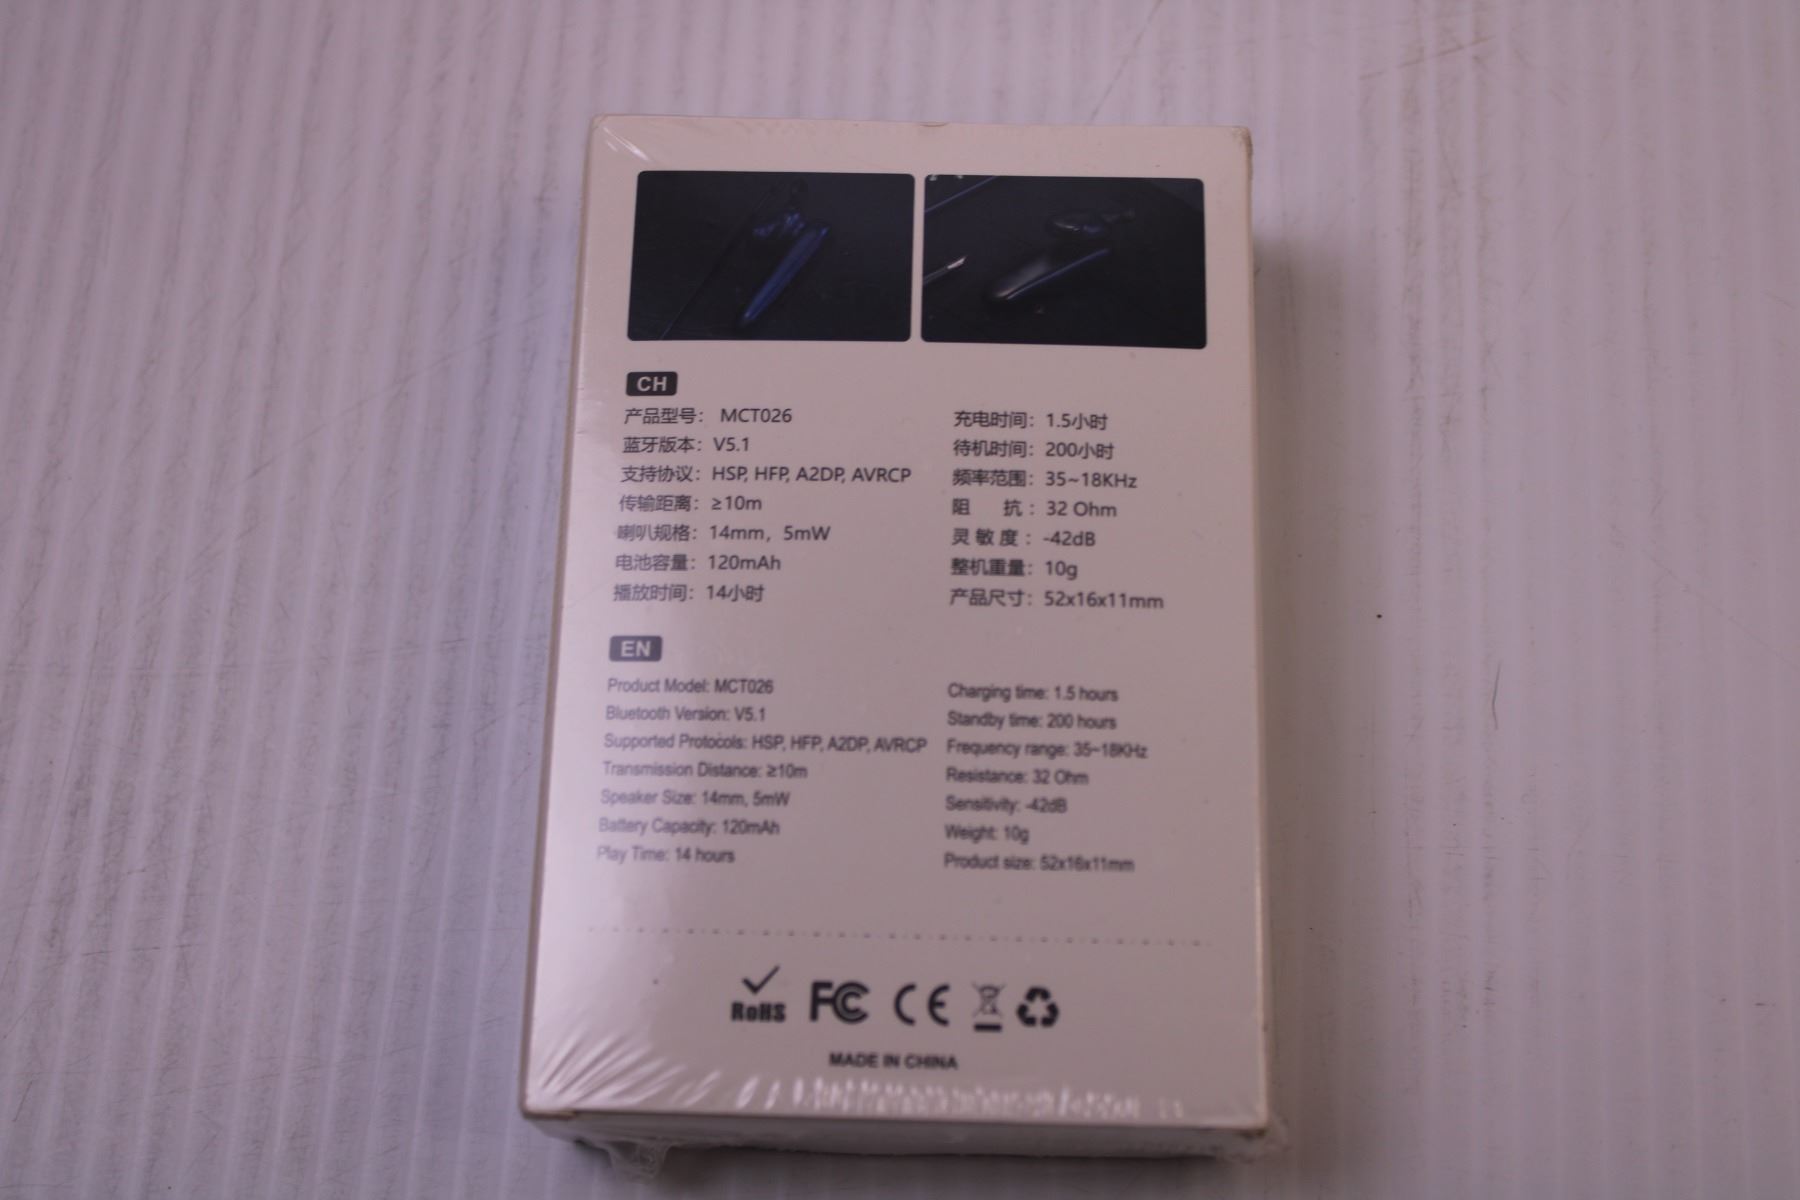 CH
产品型号： MCT026
蓝牙版本：V5.1
支持协议：HSP, HFP, A2DP, AVRCP
传输距离：≥10m
喇叭规格：14mm，5mW
电池容量：120mAh
播放时间：14小时
充电时间：1.5小时
待机时间：200小时
频率范围：35~18KHz
阻 抗：32 Ohm
灵 敏 度：-42dB
整机重量：10g
产品尺寸：52x16x11mm
EN
Product Model: MCT026
Bluetooth Version: V5.1
Supported Protocols: HSP, HFP, A2DP, AVRCP
Transmission Distance: ≥10m
Speaker Size: 14mm, 5mW
Battery Capacity: 120mAh
Play Time: 14 hours
Charging time: 1.5 hours
Standby time: 200 hours
Frequency range: 35~18KHz
Resistance: 32 Ohm
Sensitivity: -42dB
Weight: 10g
Product size: 52x16x11mm
RoHS FC CE
MADE IN CHINA